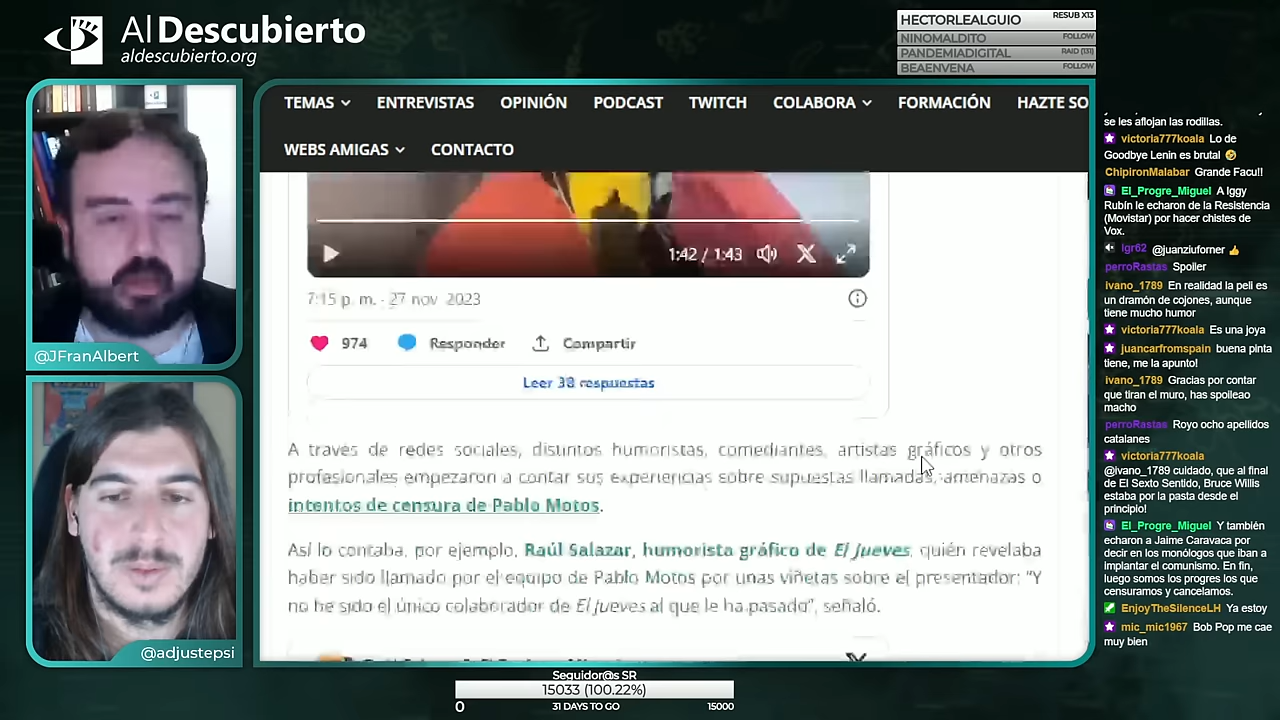 Al Descubierto
aldescubierto.org
HECTORLEALGUIO RESUB X13
NINOMALDITO FOLLOW
PANDEMIADIGITAL RAID (131)
BEAENVENA FOLLOW
TEMAS ENTREVISTAS OPINIÓN PODCAST TWITCH COLABORA FORMACIÓN HAZTE SO
WEBS AMIGAS CONTACTO
1:42 / 1:43
7:15 p. m. · 27 nov. 2023
974 Responder Compartir
Leer 38 respuestas
A través de redes sociales, distintos humoristas, comediantes, artistas gráficos y otros
profesionales empezaron a contar sus experiencias sobre supuestas llamadas, amenazas o
intentos de censura de Pablo Motos.
Así lo contaba, por ejemplo, Raúl Salazar, humorista gráfico de El Jueves, quién revelaba
haber sido llamado por el equipo de Pablo Motos por unas viñetas sobre el presentador: “Y
no he sido el único colaborador de El Jueves al que le ha pasado”, señaló.
@JFranAlbert
@adjustepsi
se les aflojan las rodillas.
victoria777koala Lo de
Goodbye Lenin es brutal 🤣
ChipironMalabar Grande Facu!!
El_Progre_Miguel A Iggy
Rubín le echaron de la Resistencia
(Movistar) por hacer chistes de
Vox.
igr62 @juanziuforner 👍
perroRastas Spoiler
ivano_1789 En realidad la peli es
un dramón de cojones, aunque
tiene mucho humor
victoria777koala Es una joya
juancarfromspain buena pinta
tiene, me la apunto!
ivano_1789 Gracias por contar
que tiran el muro, has spoileao
macho
perroRastas Royo ocho apellidos
catalanes
victoria777koala
@ivano_1789 cuidado, que al final
de El Sexto Sentido, Bruce Willis
estaba por la pasta desde el
principio!
El_Progre_Miguel Y también
echaron a Jaime Caravaca por
decir en los monólogos que iban a
implantar el comunismo. En fin,
luego somos los progres los que
censuramos y cancelamos.
EnjoyTheSilenceLH Ya estoy
mic_mic1967 Bob Pop me cae
muy bien
Seguidor@s SR
15033 (100.22%)
0 31 DAYS TO GO 15000